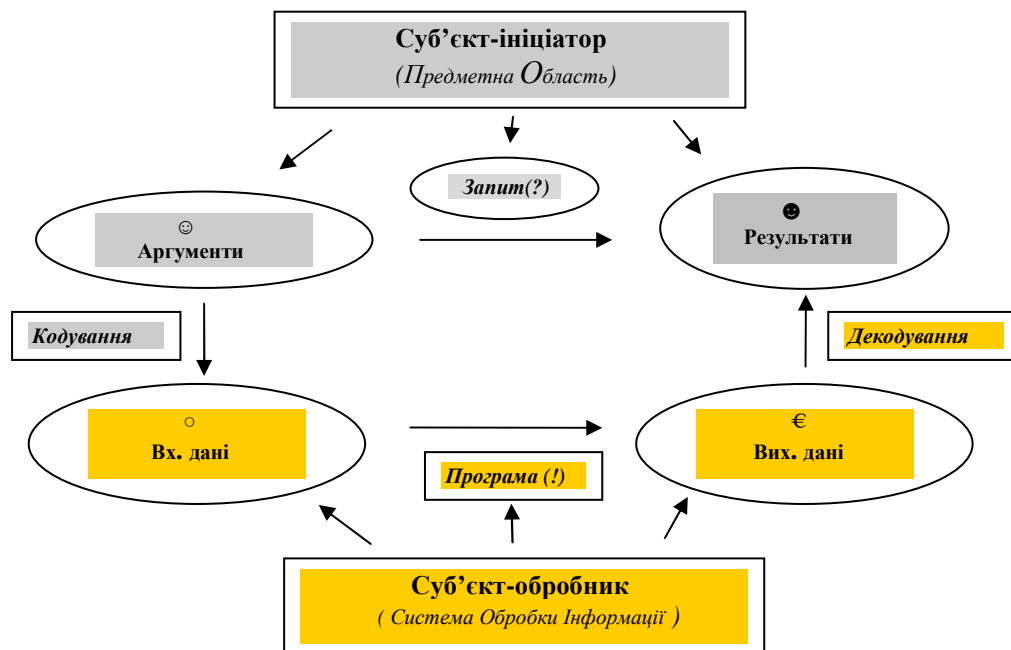 Суб’єкт-ініціатор
(Предметна Область)
Запит(?)
☺
Аргументи
☻
Результати
Кодування
Декодування
○
Вх. дані
€
Вих. дані
Програма (!)
Суб’єкт-обробник
( Система Обробки Інформації )